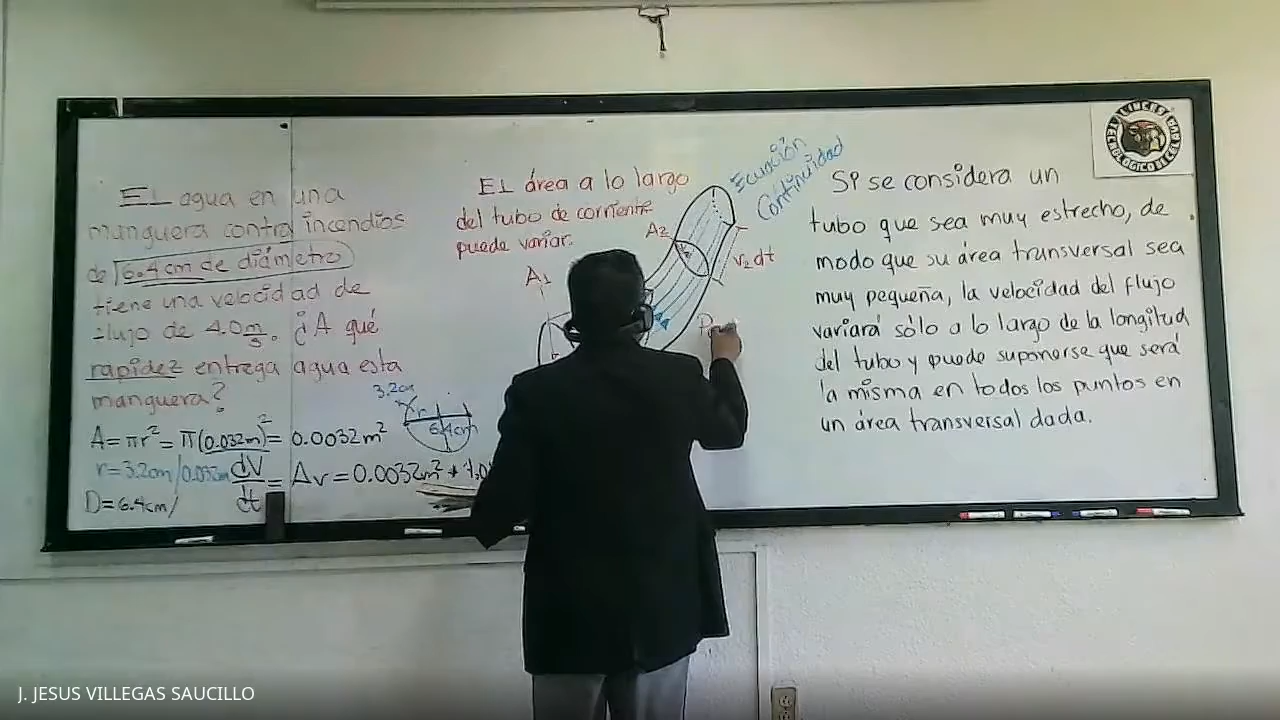 EL agua en una
manguera contra incendios
de 6.4 cm de diámetro
tiene una velocidad de
flujo de 4.0 m/s. ¿A qué
rapidez entrega agua esta
manguera?
A = πr² = π(0.032m)² = 0.0032m²
r = 3.2cm/0.032m
dV/dt = Av = 0.0032m² *
D = 6.4cm/
3.2cm
r
6.4cm
EL área a lo largo
del tubo de corriente
puede variar.
A1
A2
v₂dt
Ecuación
Continuidad
Si se considera un
tubo que sea muy estrecho, de
modo que su área transversal sea
muy pequeña, la velocidad del flujo
variará sólo a lo largo de la longitud
del tubo y puede suponerse que será
la misma en todos los puntos en
un área transversal dada.
J. JESUS VILLEGAS SAUCILLO